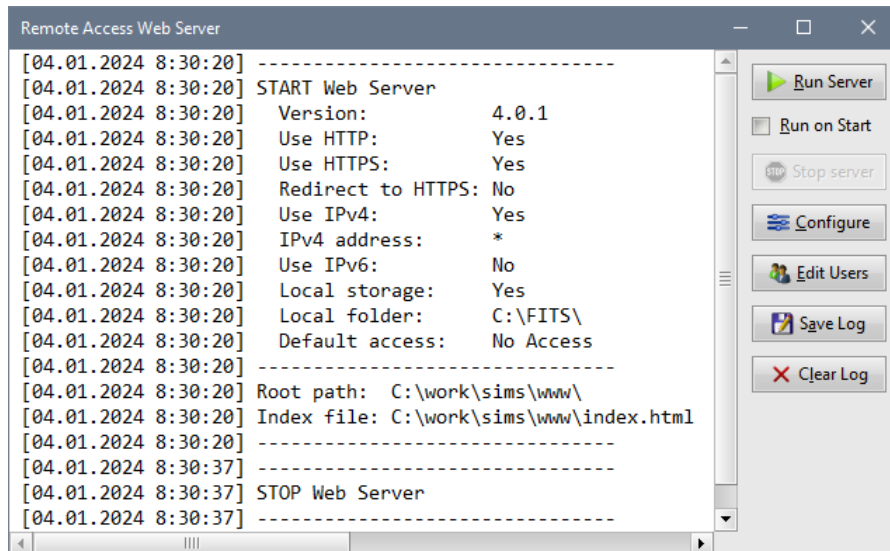 Remote Access Web Server
[04.01.2024 8:30:20] --------------------------------
[04.01.2024 8:30:20] START Web Server
[04.01.2024 8:30:20]   Version:           4.0.1
[04.01.2024 8:30:20]   Use HTTP:          Yes
[04.01.2024 8:30:20]   Use HTTPS:         Yes
[04.01.2024 8:30:20]   Redirect to HTTPS: No
[04.01.2024 8:30:20]   Use IPv4:          Yes
[04.01.2024 8:30:20]   IPv4 address:      *
[04.01.2024 8:30:20]   Use IPv6:          No
[04.01.2024 8:30:20]   Local storage:     Yes
[04.01.2024 8:30:20]   Local folder:      C:\FITS\
[04.01.2024 8:30:20]   Default access:    No Access
[04.01.2024 8:30:20] --------------------------------
[04.01.2024 8:30:20] Root path:  C:\work\sims\www\
[04.01.2024 8:30:20] Index file: C:\work\sims\www\index.html
[04.01.2024 8:30:20] --------------------------------
[04.01.2024 8:30:37] --------------------------------
[04.01.2024 8:30:37] STOP Web Server
[04.01.2024 8:30:37] --------------------------------
Run Server
Run on Start
STOP Stop server
Configure
Edit Users
Save Log
Clear Log